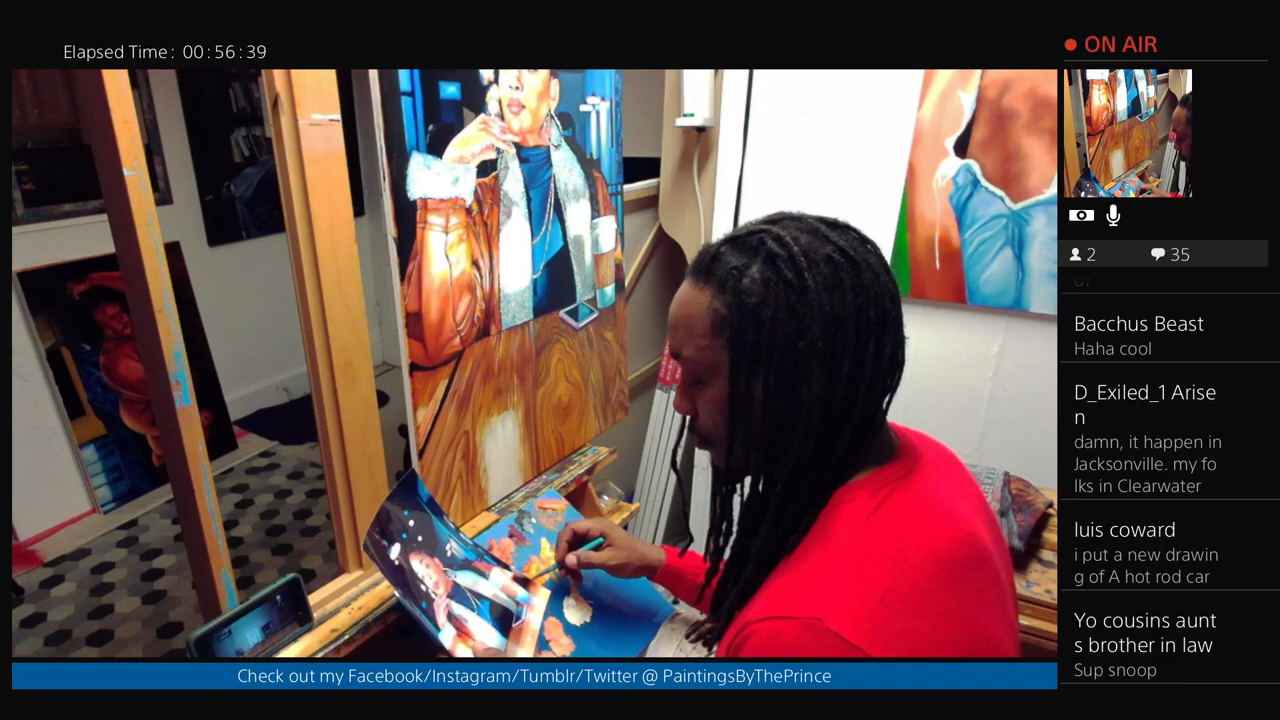 Elapsed Time: 00:56:39
ON AIR
2
35
Bacchus Beast
Haha cool
D_Exiled_1 Arise
n
damn, it happen in
Jacksonville. my fo
lks in Clearwater
luis coward
i put a new drawin
g of A hot rod car
Yo cousins aunt
s brother in law
Sup snoop
Check out my Facebook/Instagram/Tumblr/Twitter @ PaintingsByThePrince